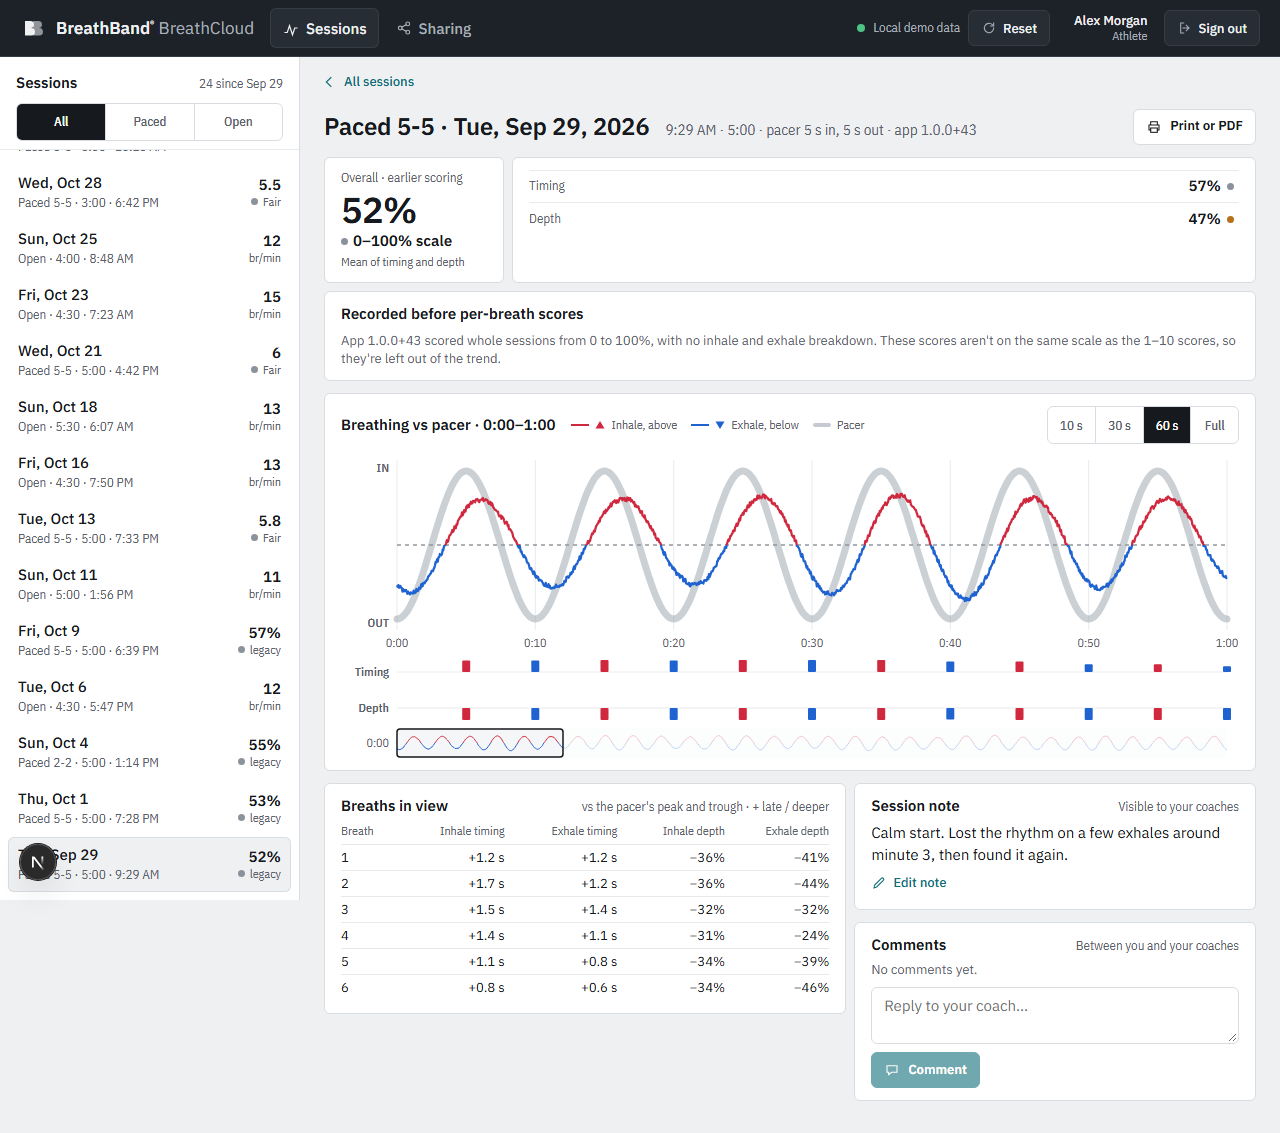 BreathBand® BreathCloud
Sessions
Sharing
Local demo data
Reset
Alex Morgan
Athlete
Sign out
Sessions
24 since Sep 29
All
Paced
Open
Wed, Oct 28
5.5
Paced 5-5 · 3:00 · 6:42 PM
Fair
Sun, Oct 25
12
Open · 4:00 · 8:48 AM
br/min
Fri, Oct 23
15
Open · 4:30 · 7:23 AM
br/min
Wed, Oct 21
6
Paced 5-5 · 5:00 · 4:42 PM
Fair
Sun, Oct 18
13
Open · 5:30 · 6:07 AM
br/min
Fri, Oct 16
13
Open · 4:30 · 7:50 PM
br/min
Tue, Oct 13
5.8
Paced 5-5 · 5:00 · 7:33 PM
Fair
Sun, Oct 11
11
Open · 5:00 · 1:56 PM
br/min
Fri, Oct 9
57%
Paced 5-5 · 5:00 · 6:39 PM
legacy
Tue, Oct 6
12
Open · 4:30 · 5:47 PM
br/min
Sun, Oct 4
55%
Paced 2-2 · 5:00 · 1:14 PM
legacy
Thu, Oct 1
53%
Paced 5-5 · 5:00 · 7:28 PM
legacy
Sep 29
52%
5-5 · 5:00 · 9:29 AM
legacy
N
All sessions
Paced 5-5 · Tue, Sep 29, 2026
9:29 AM · 5:00 · pacer 5 s in, 5 s out · app 1.0.0+43
Print or PDF
Overall · earlier scoring
52%
0–100% scale
Mean of timing and depth
Timing
57%
Depth
47%
Recorded before per-breath scores
App 1.0.0+43 scored whole sessions from 0 to 100%, with no inhale and exhale breakdown. These scores aren't on the same scale as the 1–10 scores, so
they're left out of the trend.
Breathing vs pacer · 0:00–1:00
Inhale, above
Exhale, below
Pacer
10 s
30 s
60 s
Full
IN
OUT
0:00
0:10
0:20
0:30
0:40
0:50
1:00
Timing
Depth
0:00
Breaths in view
vs the pacer's peak and trough · + late / deeper
Breath
Inhale timing
Exhale timing
Inhale depth
Exhale depth
1 +1.2 s +1.2 s −36% −41%
2 +1.7 s +1.2 s −36% −44%
3 +1.5 s +1.4 s −32% −32%
4 +1.4 s +1.1 s −31% −24%
5 +1.1 s +0.8 s −34% −39%
6 +0.8 s +0.6 s −34% −46%
Session note
Visible to your coaches
Calm start. Lost the rhythm on a few exhales around
minute 3, then found it again.
Edit note
Comments
Between you and your coaches
No comments yet.
Reply to your coach...
Comment